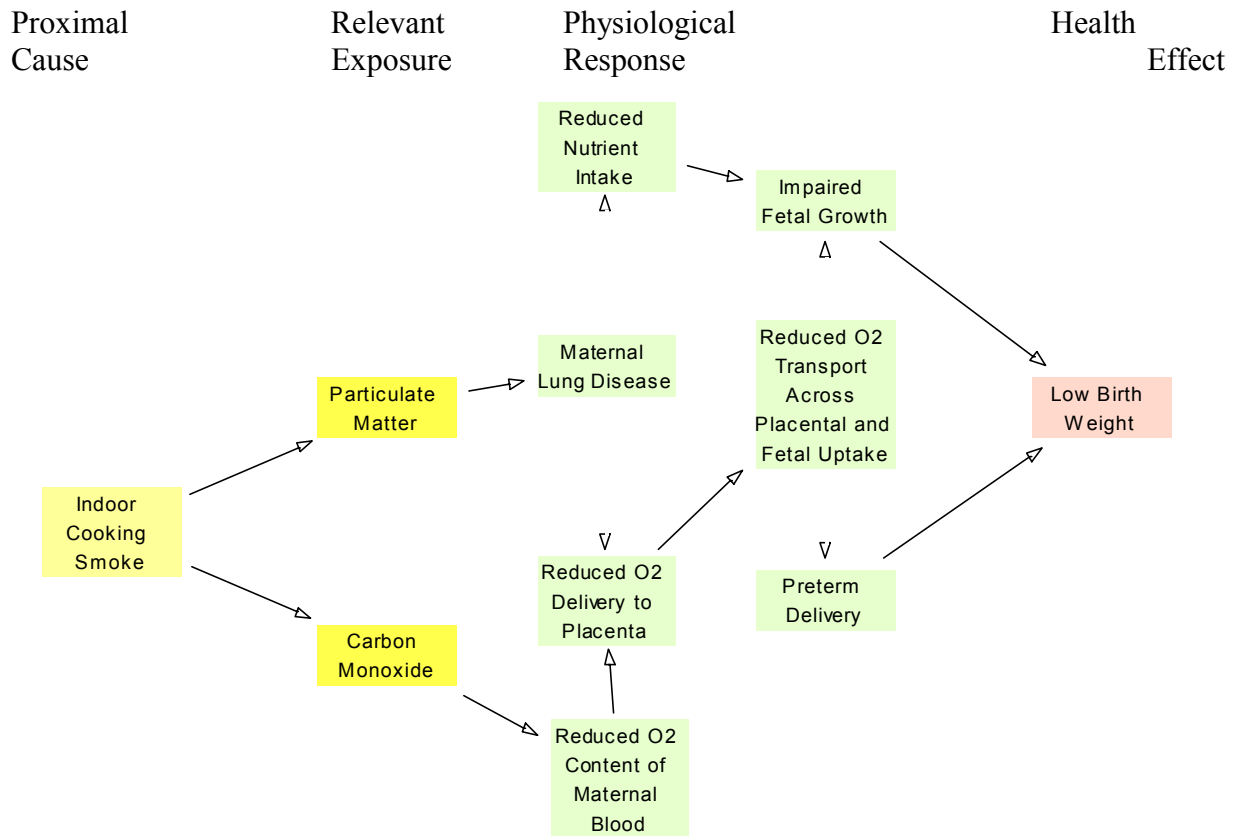 Proximal
Cause
Relevant
Exposure
Physiological
Response
Health
Effect
Reduced
Nutrient
Intake
Impaired
Fetal Growth
Maternal
Lung Disease
Reduced O2
Transport
Across
Placental and
Fetal Uptake
Particulate
Matter
Low Birth
Weight
Indoor
Cooking
Smoke
Reduced O2
Delivery to
Placenta
Preterm
Delivery
Carbon
Monoxide
Reduced O2
Content of
Maternal
Blood